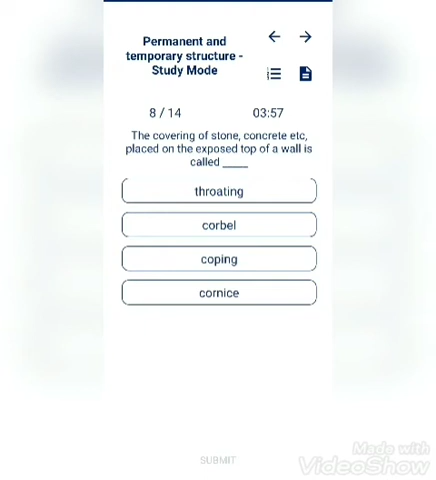 Permanent and
temporary structure -
Study Mode
8 / 14
03:57
The covering of stone, concrete etc,
placed on the exposed top of a wall is
called _____
throating
corbel
coping
cornice
SUBMIT
Made with
VideoShow